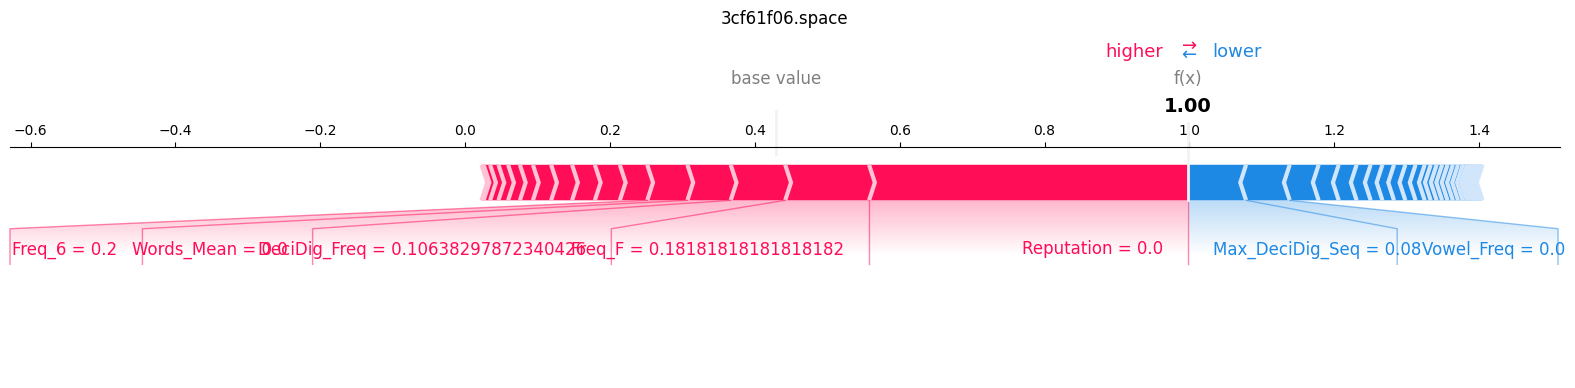 3cf61f06.space
higher ⇄ lower
base value f(x)
1.00
−0.6 −0.4 −0.2 0.0 0.2 0.4 0.6 0.8 1.0 1.2 1.4
Freq_6 = 0.2 Words_Mean = 0.0 DeciDig_Freq = 0.10638297872340426 Freq_F = 0.18181818181818182 Reputation = 0.0 Max_DeciDig_Seq = 0.08 Vowel_Freq = 0.0